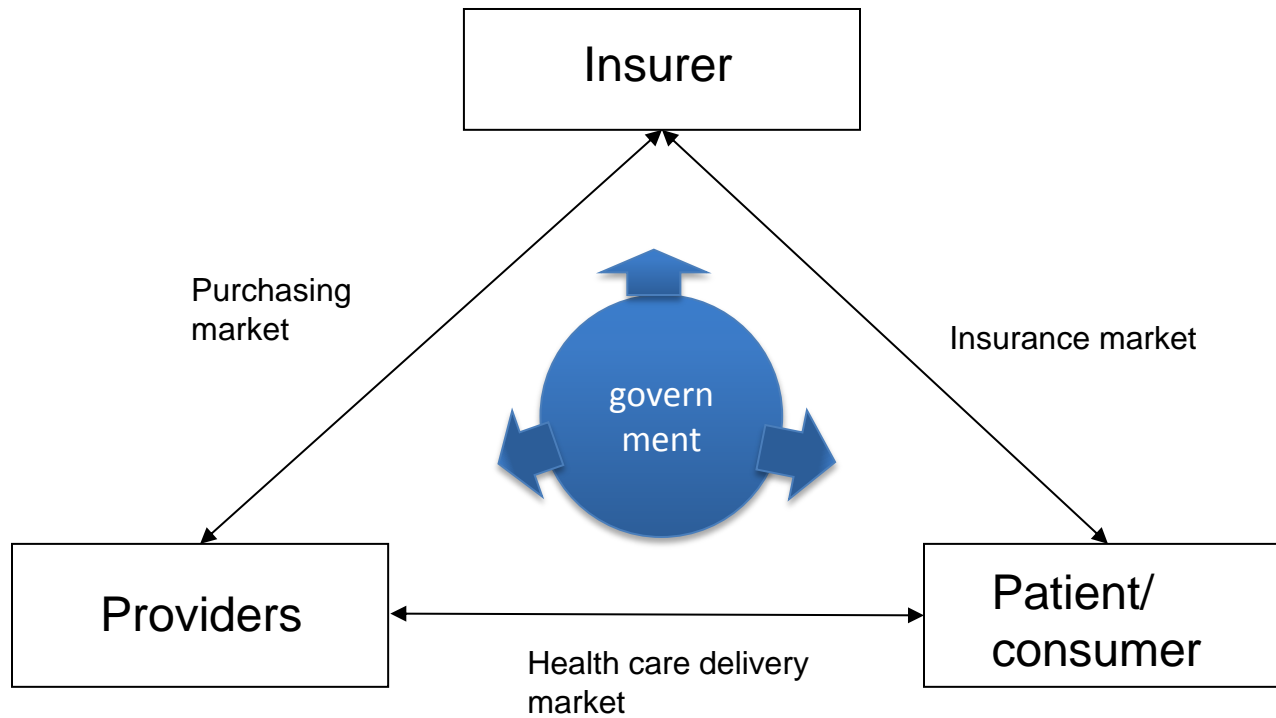 Insurer
Purchasing
market
Insurance market
govern
ment
Providers
Patient/
consumer
Health care delivery
market